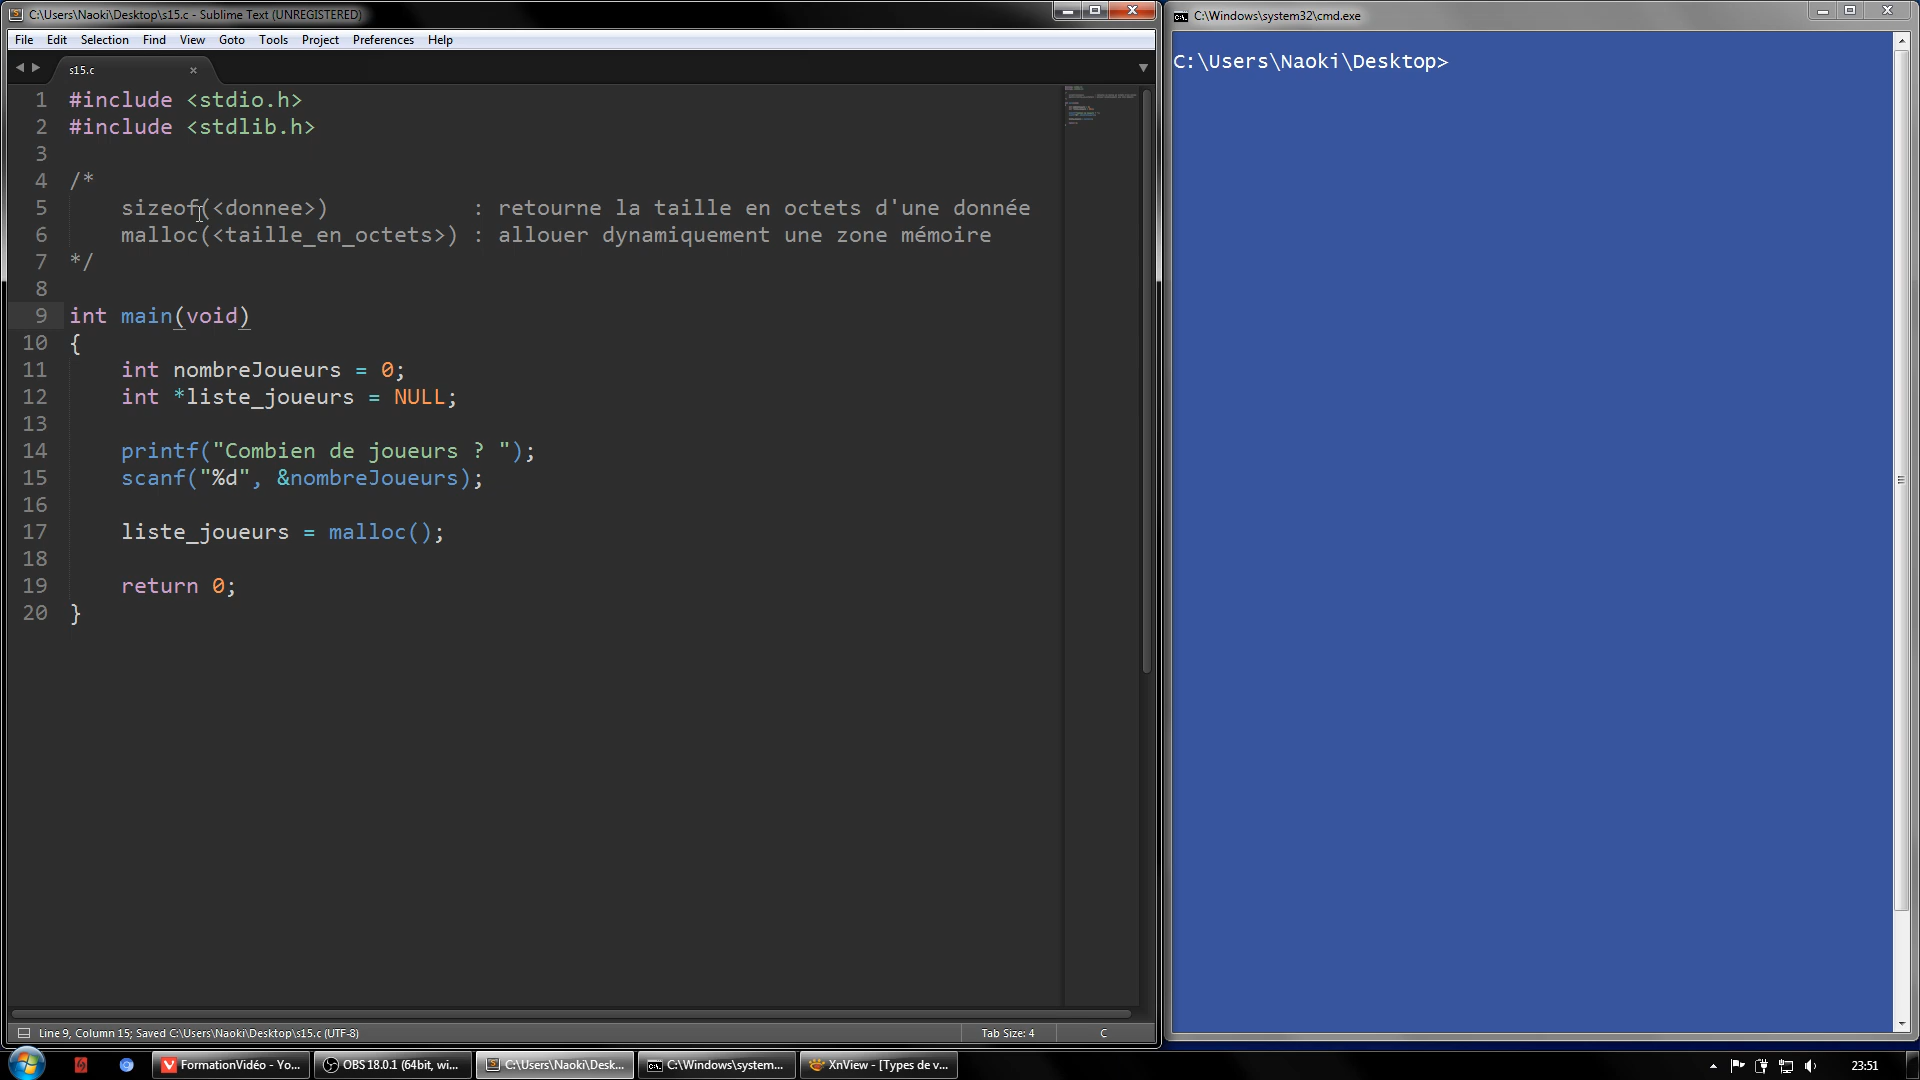 C:\Users\Naoki\Desktop\s15.c - Sublime Text (UNREGISTERED)
File Edit Selection Find View Goto Tools Project Preferences Help
s15.c
1 #include <stdio.h>
2 #include <stdlib.h>
3
4 /*
5 sizeof(<donnee>) : retourne la taille en octets d'une donnée
6 malloc(<taille_en_octets>) : allouer dynamiquement une zone mémoire
7 */
8
9 int main(void)
10 {
11 int nombreJoueurs = 0;
12 int *liste_joueurs = NULL;
13
14 printf("Combien de joueurs ? ");
15 scanf("%d", &nombreJoueurs);
16
17 liste_joueurs = malloc();
18
19 return 0;
20 }
Line 9, Column 15; Saved C:\Users\Naoki\Desktop\s15.c (UTF-8)
Tab Size: 4
C
C:\Windows\system32\cmd.exe
C:\Users\Naoki\Desktop>
FormationVidéo - Yo...
OBS 18.0.1 (64bit, wi...
C:\Users\Naoki\Desk...
C:\Windows\system...
XnView - [Types de v...
23:51